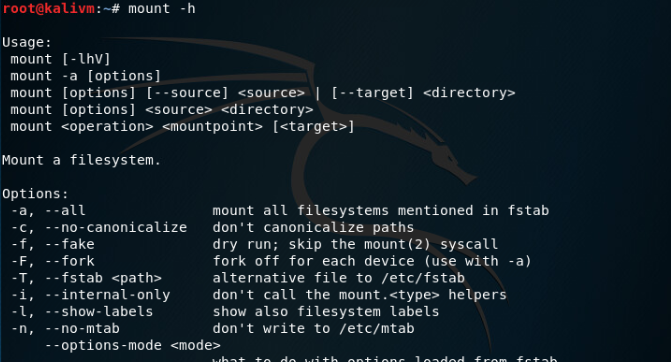 root@kalivm:~# mount -h
Usage:
 mount [-lhV]
 mount -a [options]
 mount [options] [--source] <source> | [--target] <directory>
 mount [options] <source> <directory>
 mount <operation> <mountpoint> [<target>]
Mount a filesystem.
Options:
 -a, --all               mount all filesystems mentioned in fstab
 -c, --no-canonicalize   don't canonicalize paths
 -f, --fake              dry run; skip the mount(2) syscall
 -F, --fork              fork off for each device (use with -a)
 -T, --fstab <path>      alternative file to /etc/fstab
 -i, --internal-only     don't call the mount.<type> helpers
 -l, --show-labels       show also filesystem labels
 -n, --no-mtab           don't write to /etc/mtab
     --options-mode <mode>
                         what to do with options loaded from fstab